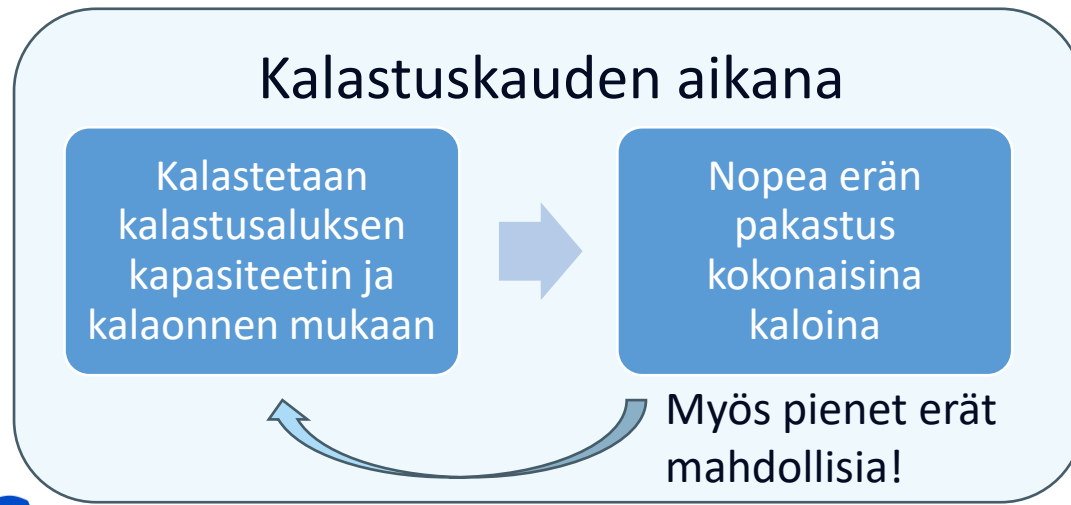 Kalastuskauden aikana
Kalastetaan
kalastusaluksen
kapasiteetin ja
kalaonnen mukaan
Nopea erän
pakastus
kokonaisina
kaloina
Myös pienet erät
mahdollisia!